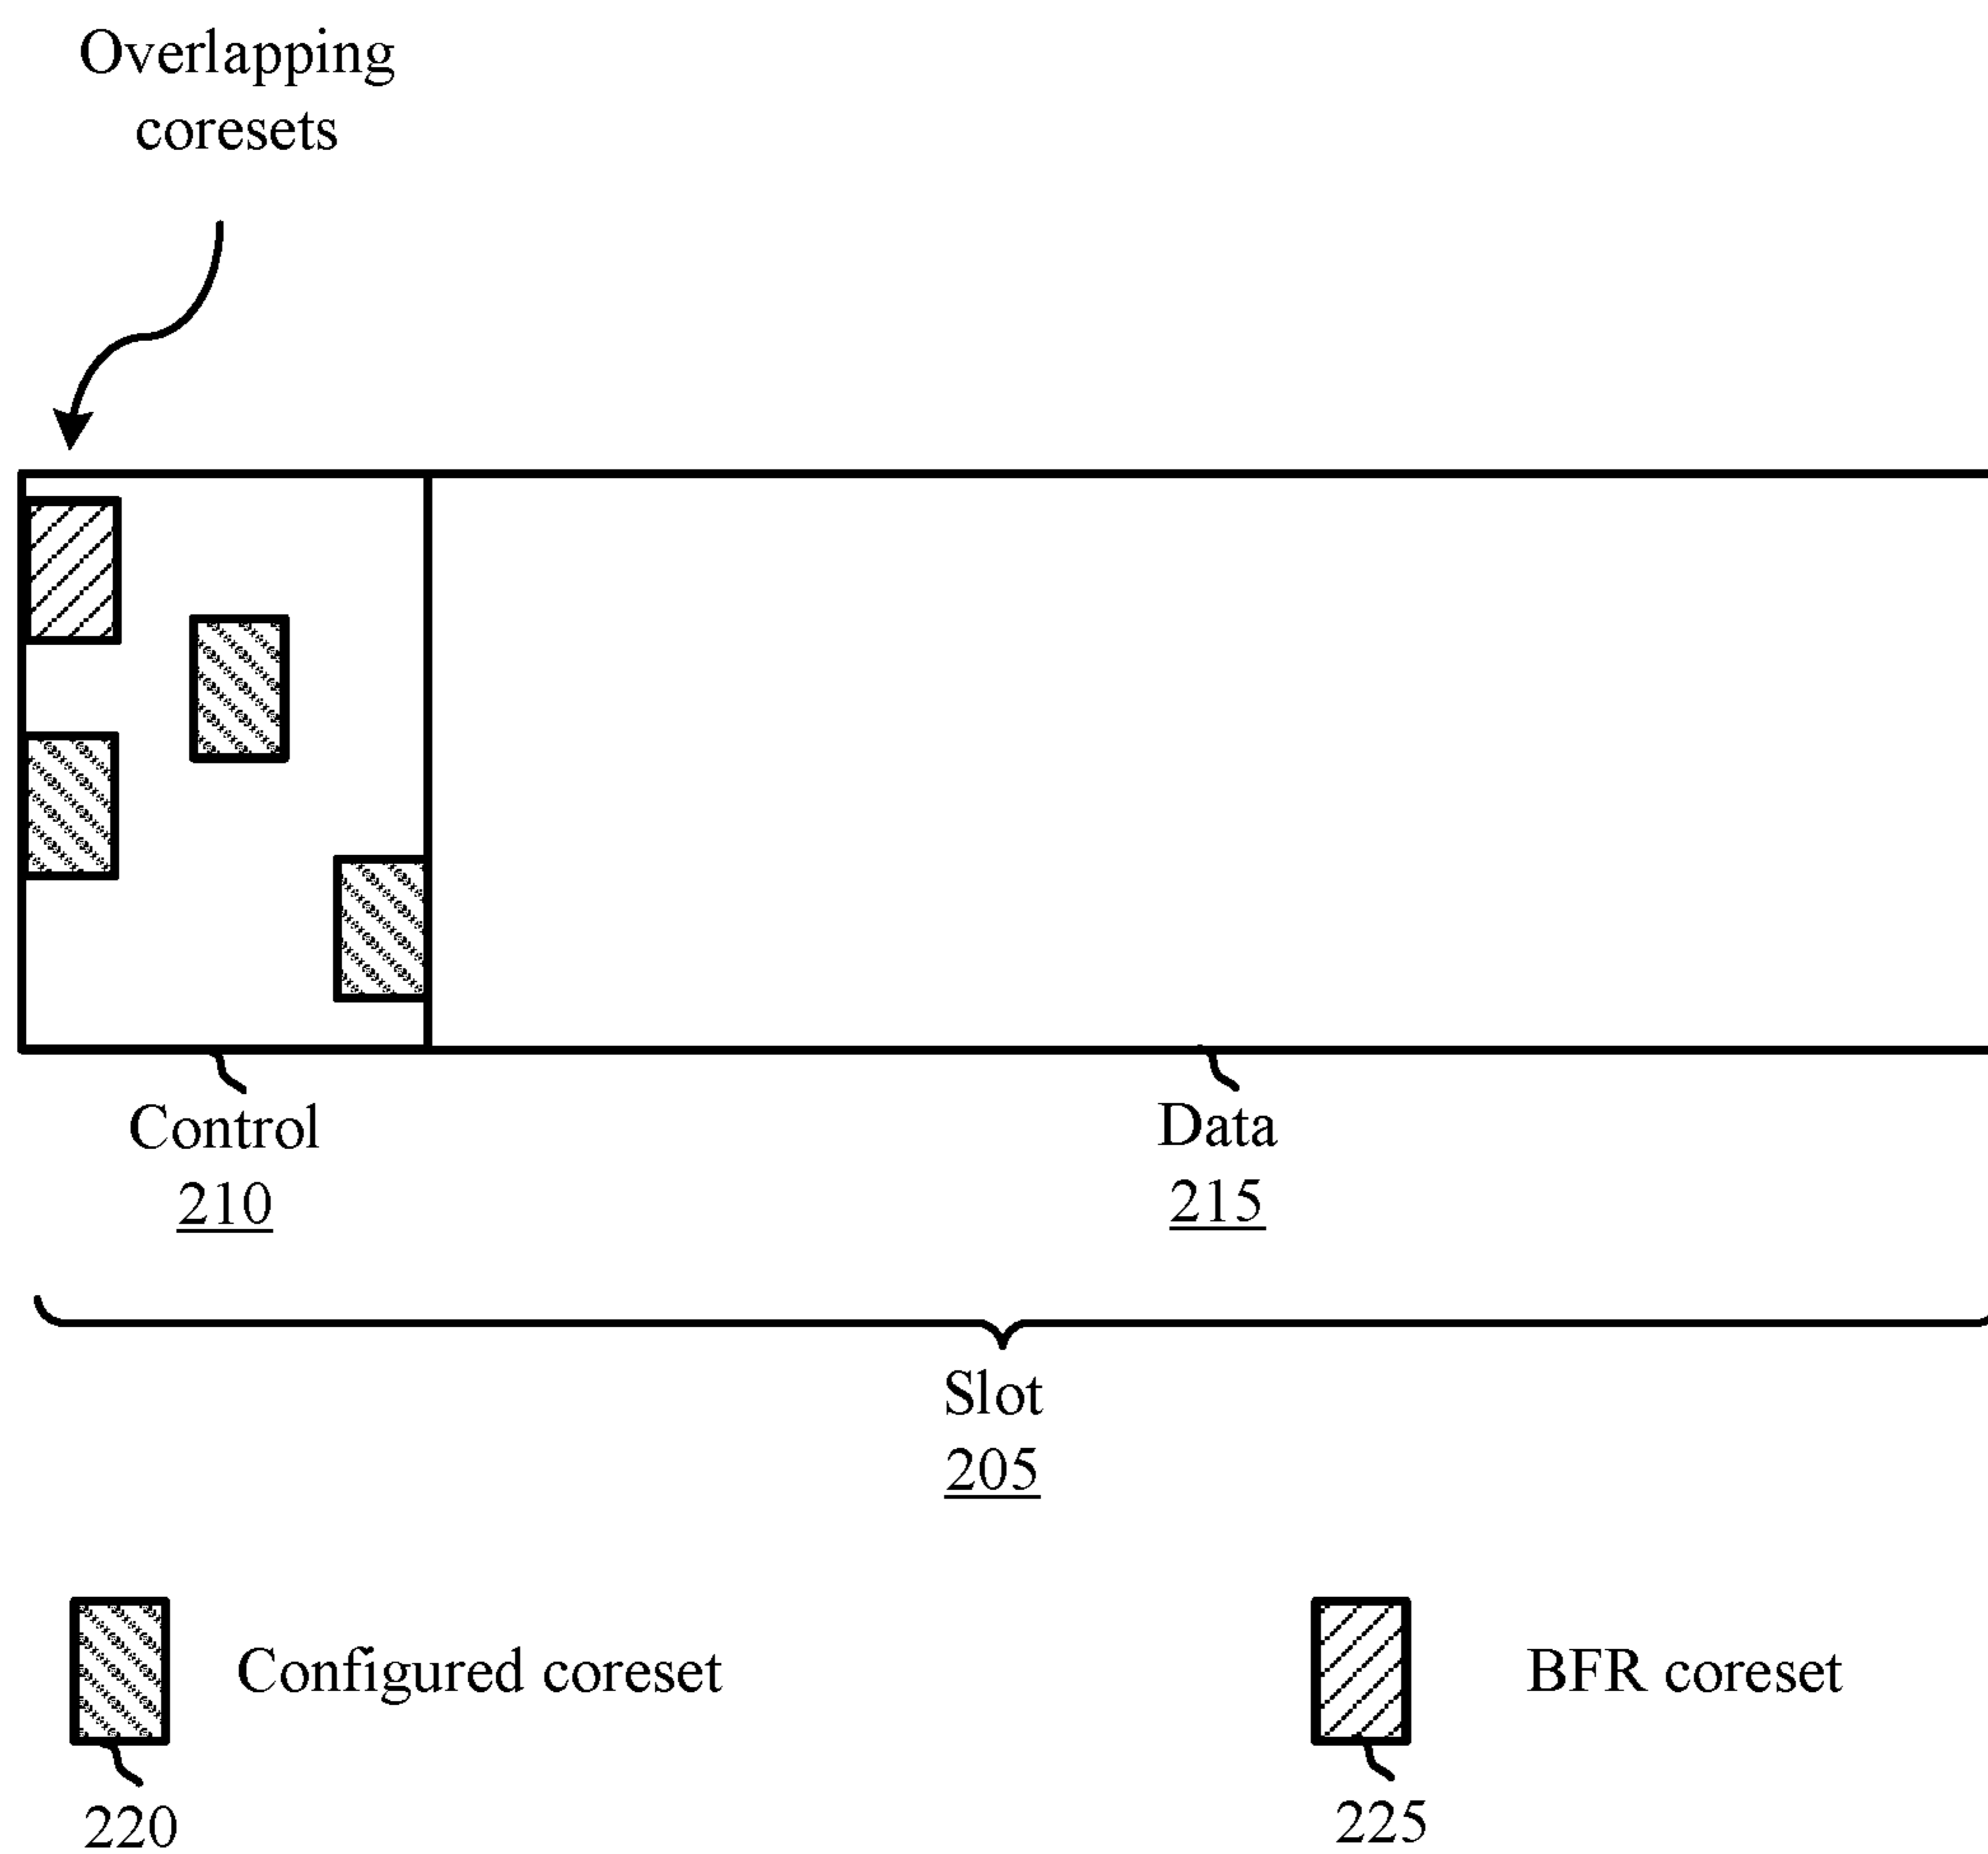 Overlapping
coresets
Control
210
Data
215
Slot
205
Configured coreset
220
BFR coreset
225